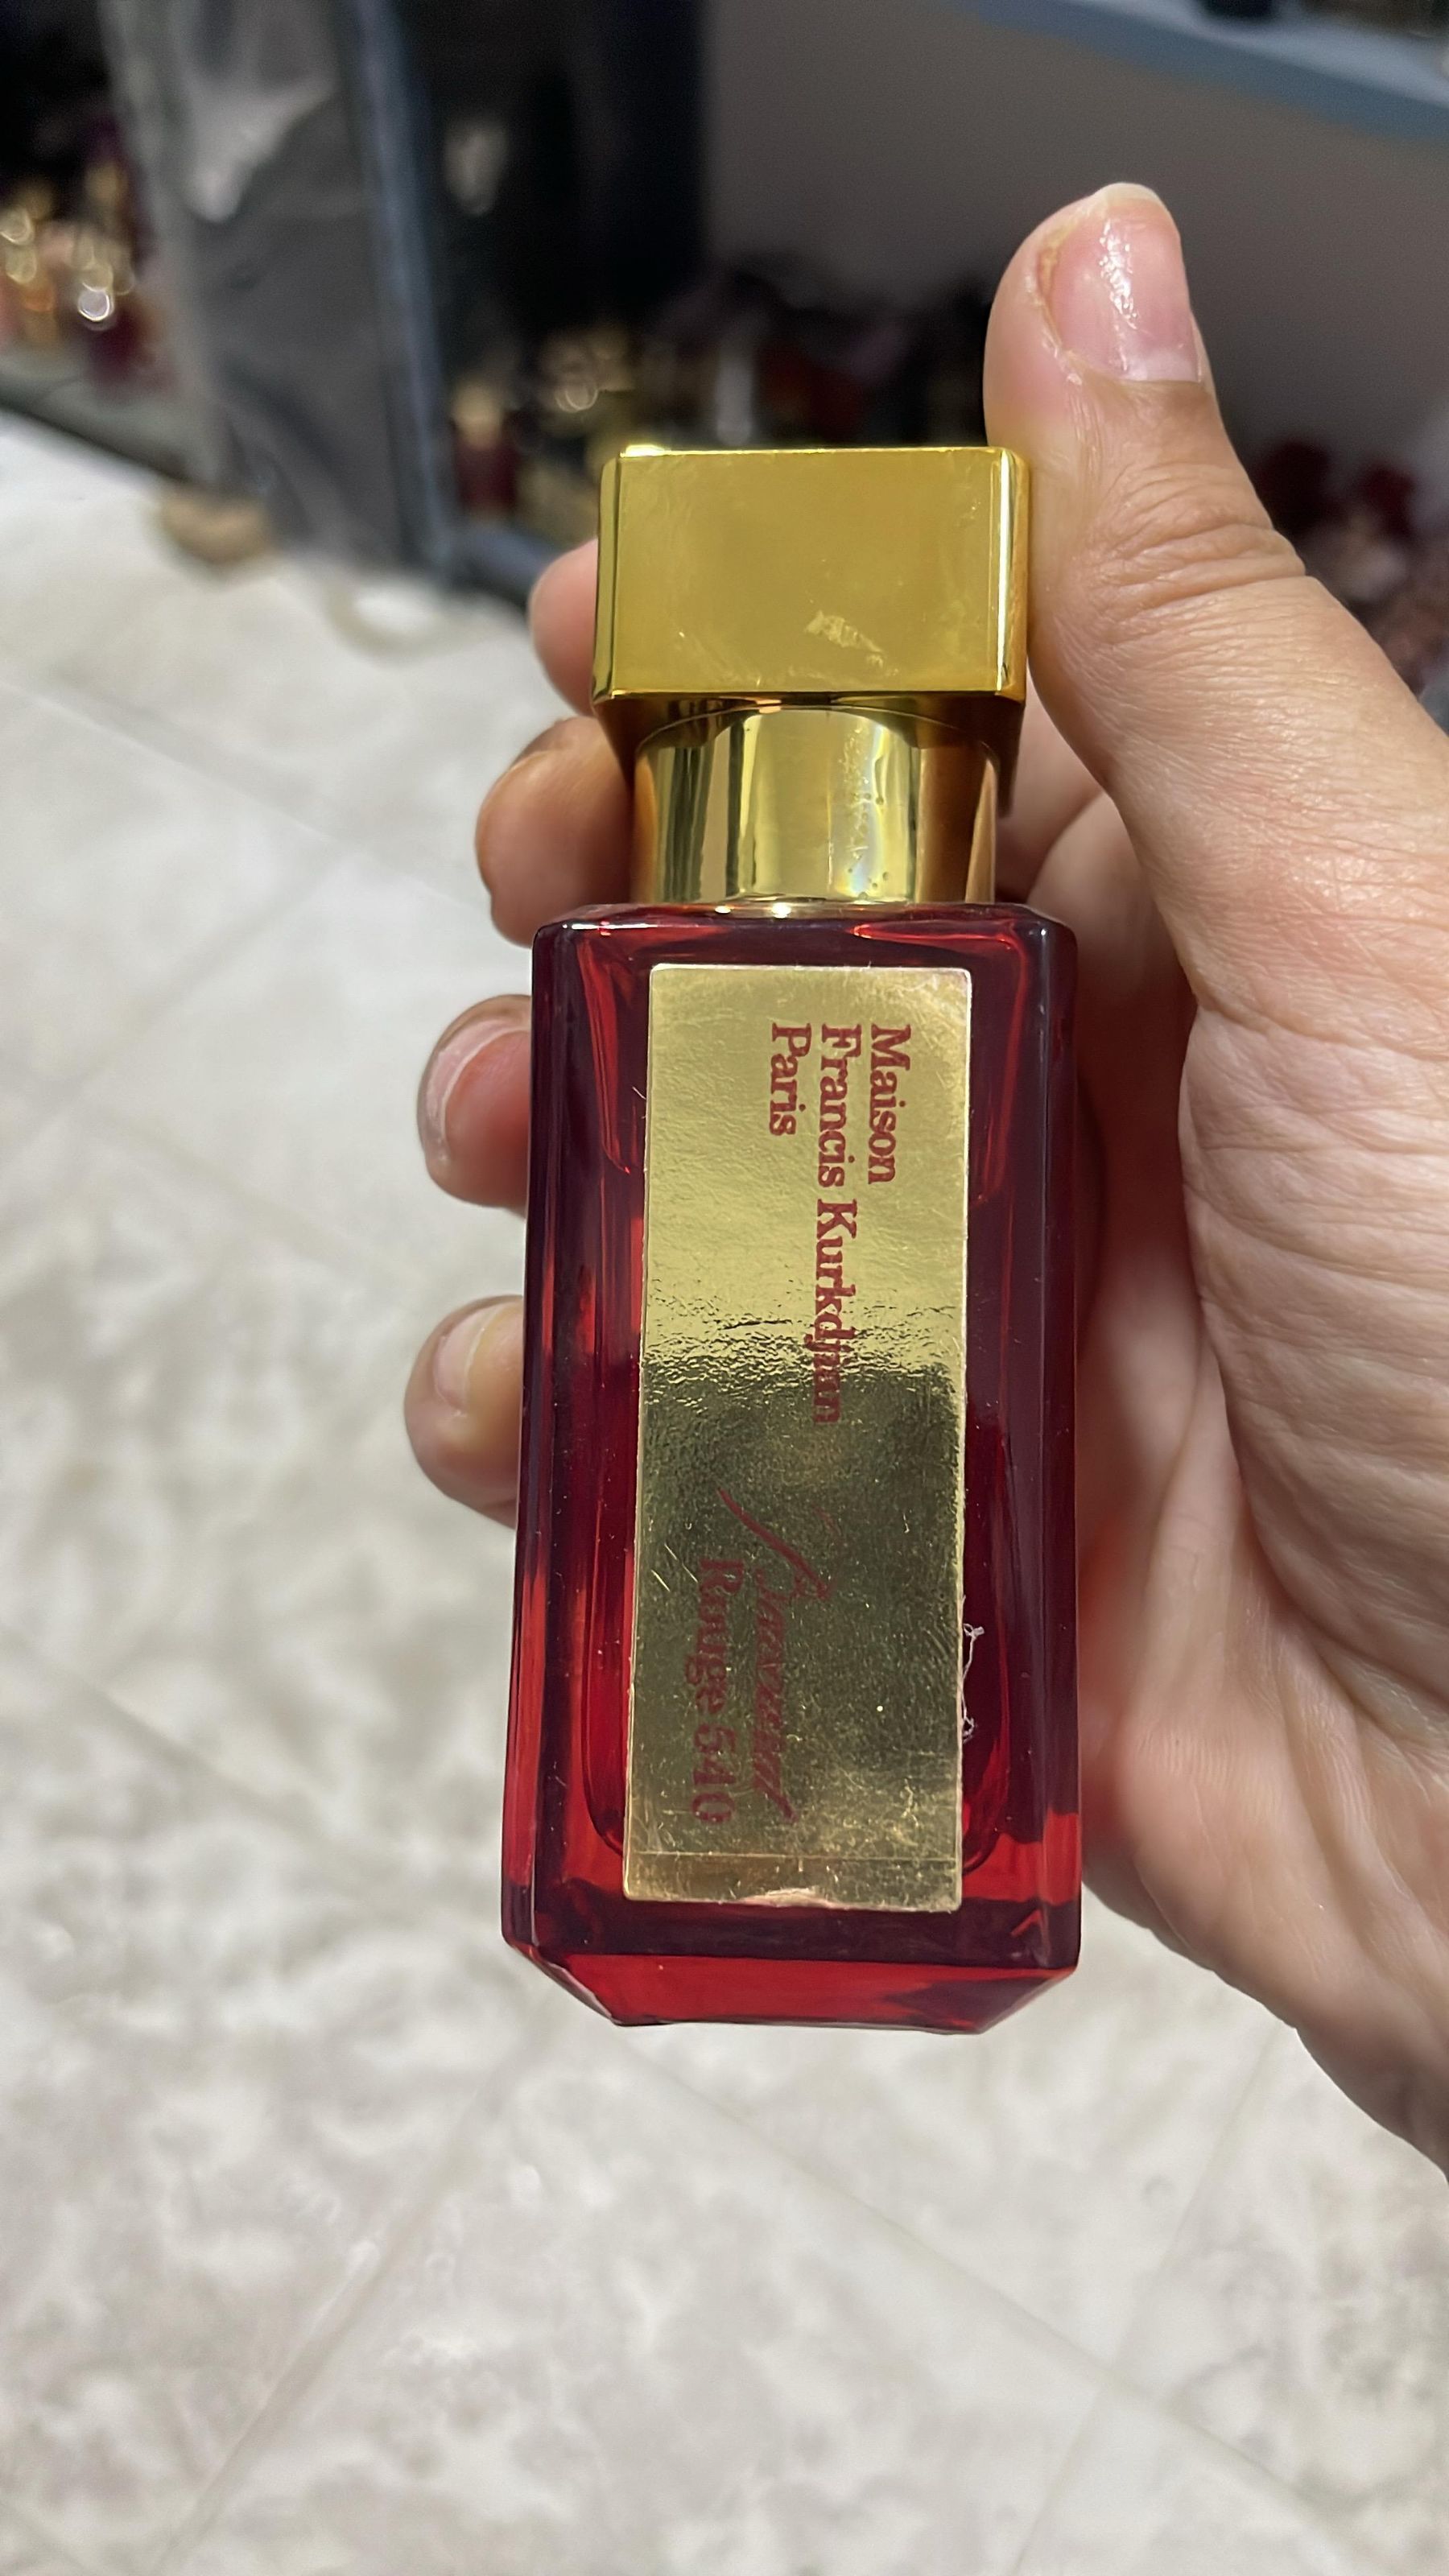 Maison
Francis Kurkdjian
Paris
Baccarat
Rouge 540